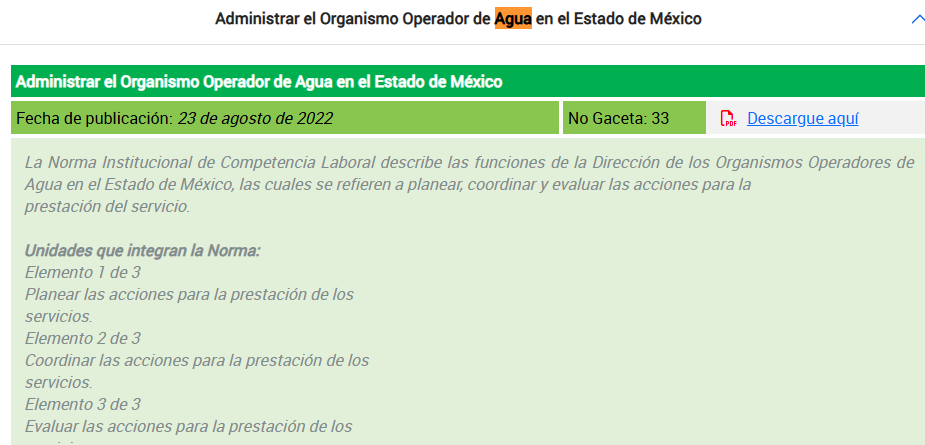 Administrar el Organismo Operador de Agua en el Estado de México
Administrar el Organismo Operador de Agua en el Estado de México
Fecha de publicación: 23 de agosto de 2022 No Gaceta: 33 PDF Descargue aquí
La Norma Institucional de Competencia Laboral describe las funciones de la Dirección de los Organismos Operadores de
Agua en el Estado de México, las cuales se refieren a planear, coordinar y evaluar las acciones para la
prestación del servicio.
Unidades que integran la Norma:
Elemento 1 de 3
Planear las acciones para la prestación de los
servicios.
Elemento 2 de 3
Coordinar las acciones para la prestación de los
servicios.
Elemento 3 de 3
Evaluar las acciones para la prestación de los